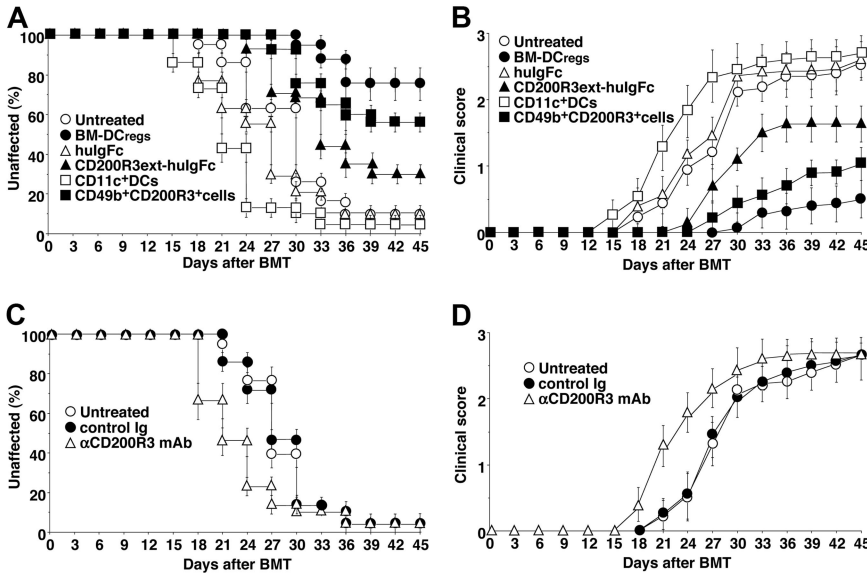 A
Unaffected (%)
100
80
60
40
20
0
Untreated
BM-DCregs
huIgFc
CD200R3ext-huIgFc
CD11c+DCs
CD49b+CD200R3+cells
0 3 6 9 12 15 18 21 24 27 30 33 36 39 42 45
Days after BMT
B
Clinical score
3
2
1
0
Untreated
BM-DCregs
huIgFc
CD200R3ext-huIgFc
CD11c+DCs
CD49b+CD200R3+cells
0 3 6 9 12 15 18 21 24 27 30 33 36 39 42 45
Days after BMT
C
Unaffected (%)
100
80
60
40
20
0
Untreated
control Ig
αCD200R3 mAb
0 3 6 9 12 15 18 21 24 27 30 33 36 39 42 45
Days after BMT
D
Clinical score
3
2
1
0
Untreated
control Ig
αCD200R3 mAb
0 3 6 9 12 15 18 21 24 27 30 33 36 39 42 45
Days after BMT